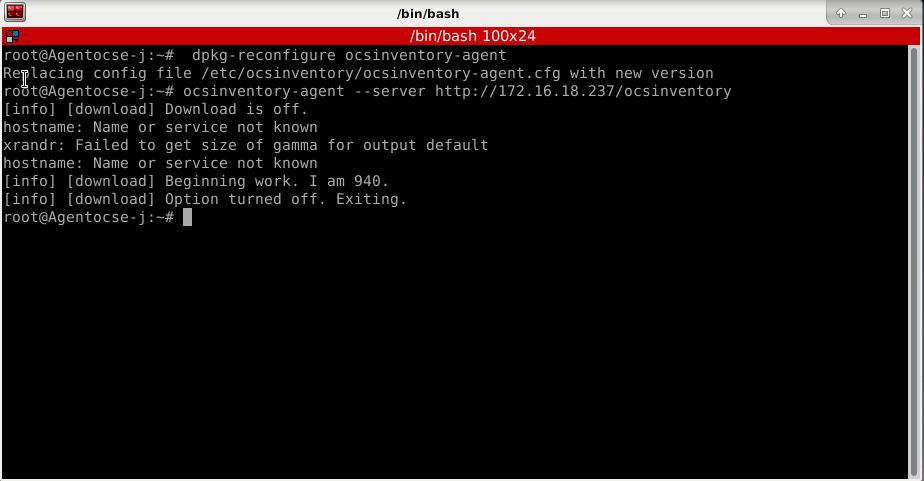 /bin/bash
/bin/bash 100x24
root@Agentocse-j:~#  dpkg-reconfigure ocsinventory-agent
Replacing config file /etc/ocsinventory/ocsinventory-agent.cfg with new version
root@Agentocse-j:~# ocsinventory-agent --server http://172.16.18.237/ocsinventory
[info] [download] Download is off.
hostname: Name or service not known
xrandr: Failed to get size of gamma for output default
hostname: Name or service not known
[info] [download] Beginning work. I am 940.
[info] [download] Option turned off. Exiting.
root@Agentocse-j:~#